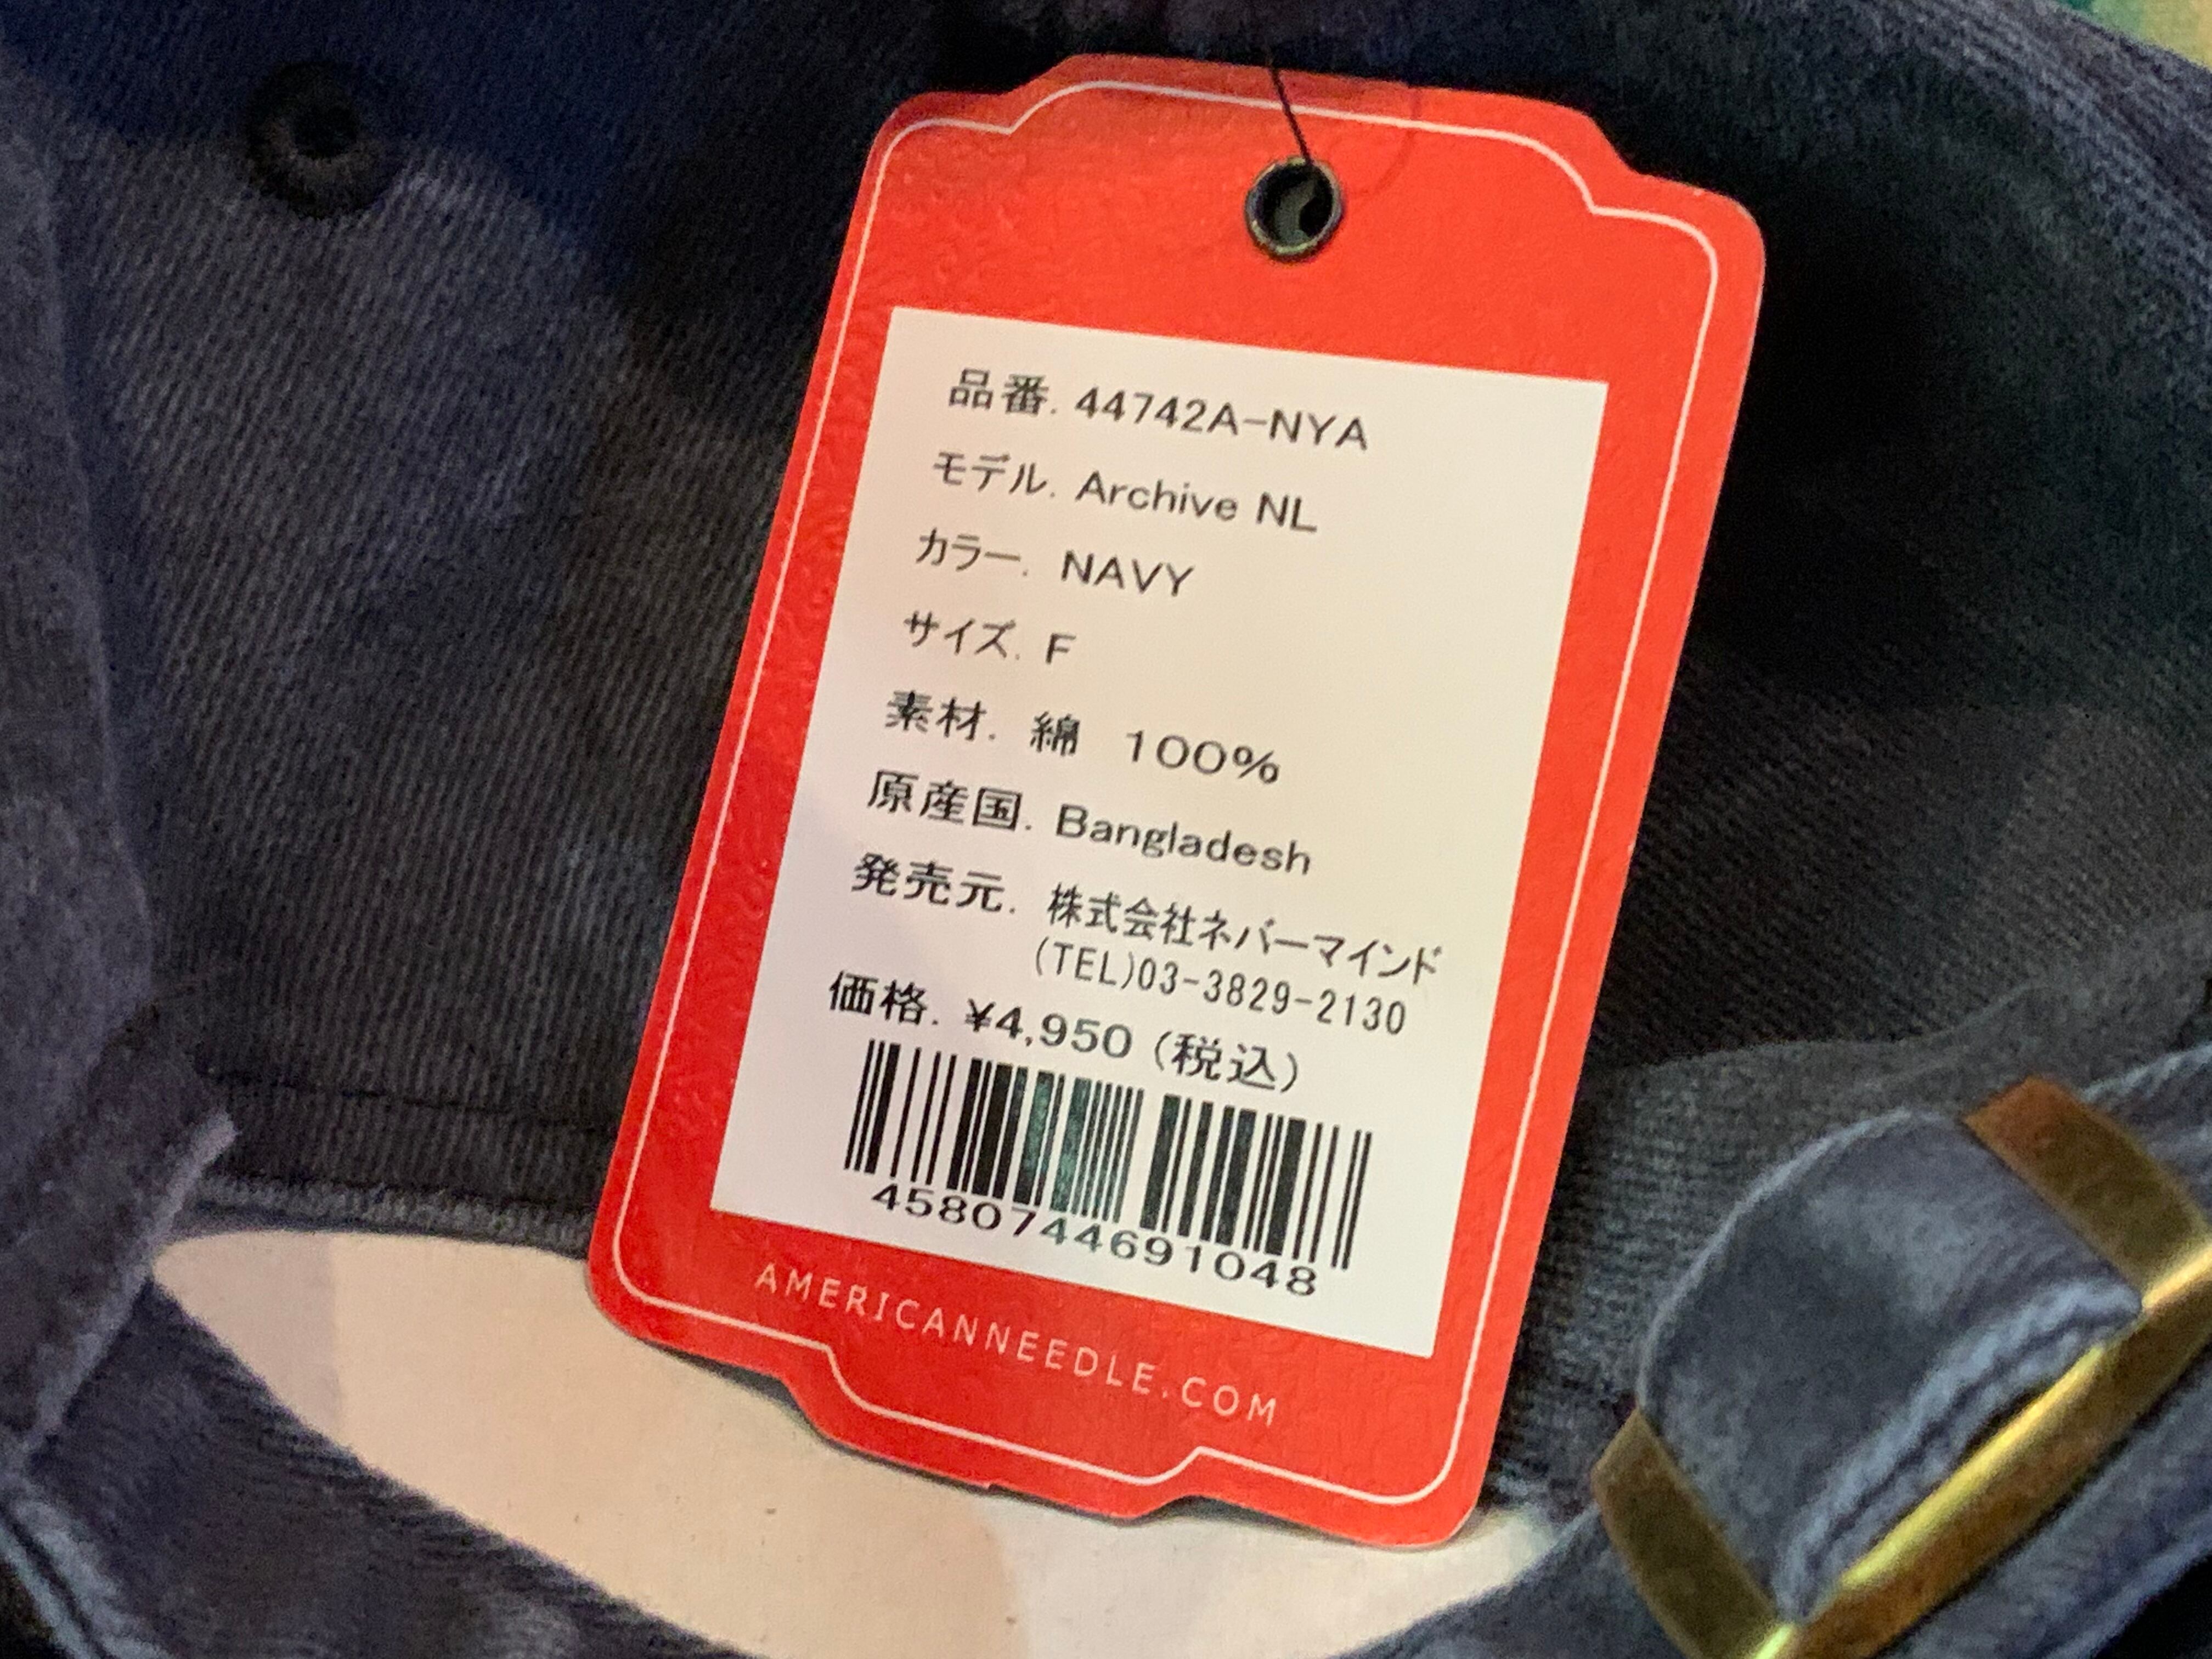 品番. 44742A-NYA
モデル. Archive NL
カラー. NAVY
サイズ. F
素材. 綿 100%
原産国. Bangladesh
発売元. 株式会社ネバーマインド
(TEL)03-3829-2130
価格. ¥4,950 (税込)
4580744691048
AMERICANNEEDLE.COM